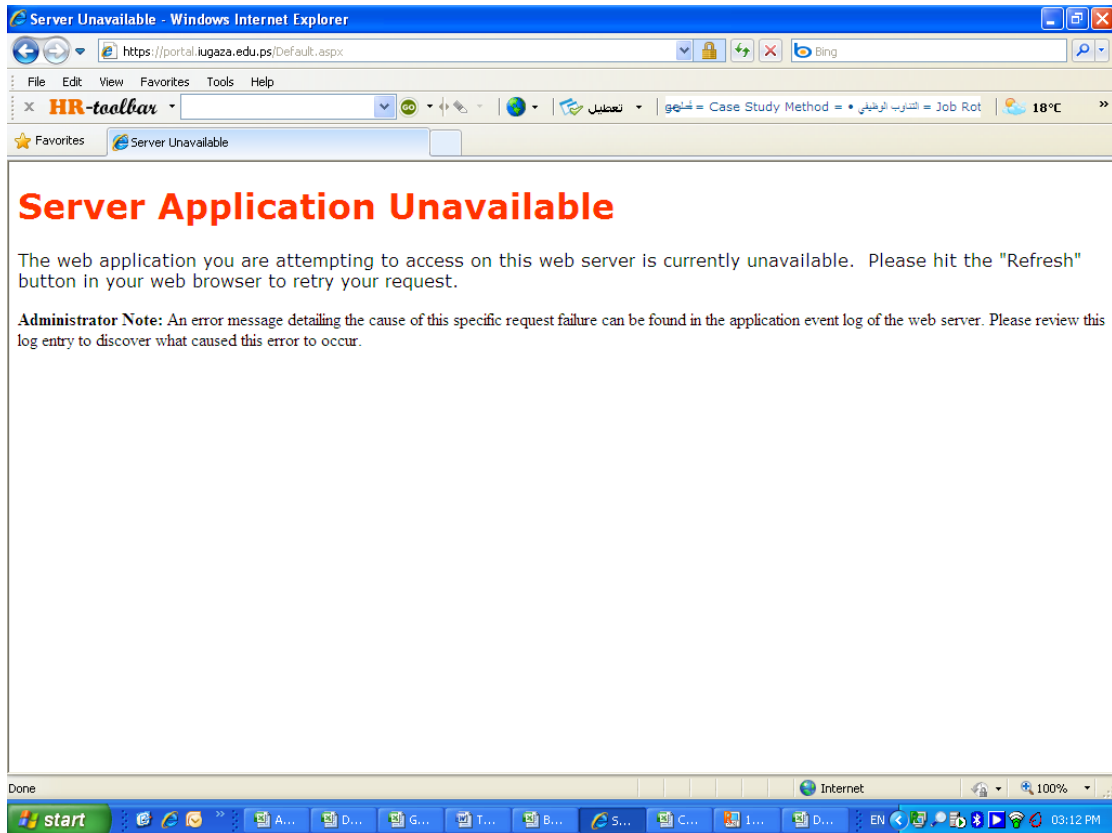 Server Unavailable - Windows Internet Explorer
https://portal.iugaza.edu.ps/Default.aspx
Bing
File Edit View Favorites Tools Help
x HR-toolbar GO تعطيل = Case Study Method = • التناوب الوظيفي = Job Rot 18°C »
Favorites Server Unavailable
Server Application Unavailable
The web application you are attempting to access on this web server is currently unavailable. Please hit the "Refresh"
button in your web browser to retry your request.
Administrator Note: An error message detailing the cause of this specific request failure can be found in the application event log of the web server. Please review this
log entry to discover what caused this error to occur.
Done Internet 100%
start » A... D... G... T... B... S... C... 1... D... EN 03:12 PM